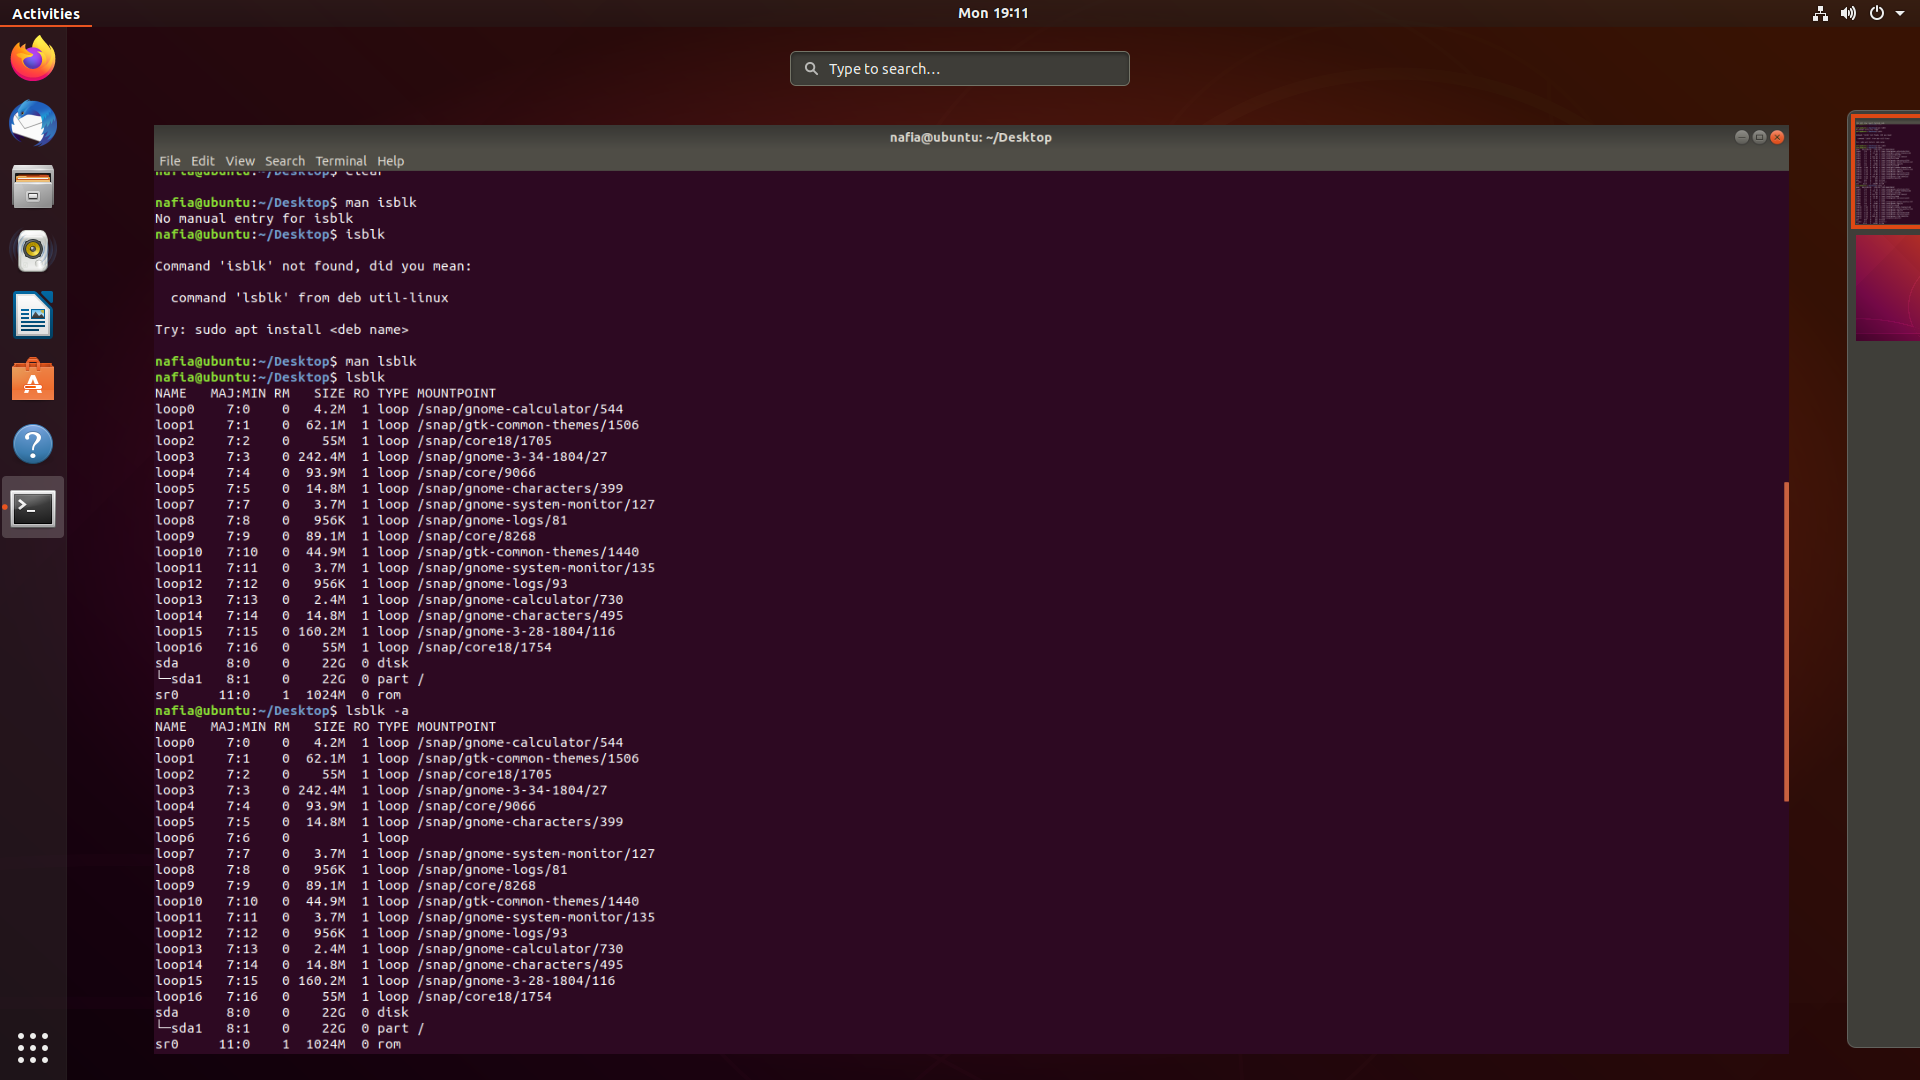 Activities
Mon 19:11
Type to search...
nafia@ubuntu: ~/Desktop
File Edit View Search Terminal Help
nafia@ubuntu:~/Desktop$ clear
nafia@ubuntu:~/Desktop$ man isblk
No manual entry for isblk
nafia@ubuntu:~/Desktop$ isblk
Command 'isblk' not found, did you mean:
  command 'lsblk' from deb util-linux
Try: sudo apt install <deb name>
nafia@ubuntu:~/Desktop$ man lsblk
nafia@ubuntu:~/Desktop$ lsblk
NAME   MAJ:MIN RM   SIZE RO TYPE MOUNTPOINT
loop0    7:0    0   4.2M  1 loop /snap/gnome-calculator/544
loop1    7:1    0  62.1M  1 loop /snap/gtk-common-themes/1506
loop2    7:2    0    55M  1 loop /snap/core18/1705
loop3    7:3    0 242.4M  1 loop /snap/gnome-3-34-1804/27
loop4    7:4    0  93.9M  1 loop /snap/core/9066
loop5    7:5    0  14.8M  1 loop /snap/gnome-characters/399
loop7    7:7    0   3.7M  1 loop /snap/gnome-system-monitor/127
loop8    7:8    0   956K  1 loop /snap/gnome-logs/81
loop9    7:9    0  89.1M  1 loop /snap/core/8268
loop10   7:10   0  44.9M  1 loop /snap/gtk-common-themes/1440
loop11   7:11   0   3.7M  1 loop /snap/gnome-system-monitor/135
loop12   7:12   0   956K  1 loop /snap/gnome-logs/93
loop13   7:13   0   2.4M  1 loop /snap/gnome-calculator/730
loop14   7:14   0  14.8M  1 loop /snap/gnome-characters/495
loop15   7:15   0 160.2M  1 loop /snap/gnome-3-28-1804/116
loop16   7:16   0    55M  1 loop /snap/core18/1754
sda      8:0    0    22G  0 disk
└─sda1   8:1    0    22G  0 part /
sr0     11:0    1  1024M  0 rom
nafia@ubuntu:~/Desktop$ lsblk -a
NAME   MAJ:MIN RM   SIZE RO TYPE MOUNTPOINT
loop0    7:0    0   4.2M  1 loop /snap/gnome-calculator/544
loop1    7:1    0  62.1M  1 loop /snap/gtk-common-themes/1506
loop2    7:2    0    55M  1 loop /snap/core18/1705
loop3    7:3    0 242.4M  1 loop /snap/gnome-3-34-1804/27
loop4    7:4    0  93.9M  1 loop /snap/core/9066
loop5    7:5    0  14.8M  1 loop /snap/gnome-characters/399
loop6    7:6    0         1 loop
loop7    7:7    0   3.7M  1 loop /snap/gnome-system-monitor/127
loop8    7:8    0   956K  1 loop /snap/gnome-logs/81
loop9    7:9    0  89.1M  1 loop /snap/core/8268
loop10   7:10   0  44.9M  1 loop /snap/gtk-common-themes/1440
loop11   7:11   0   3.7M  1 loop /snap/gnome-system-monitor/135
loop12   7:12   0   956K  1 loop /snap/gnome-logs/93
loop13   7:13   0   2.4M  1 loop /snap/gnome-calculator/730
loop14   7:14   0  14.8M  1 loop /snap/gnome-characters/495
loop15   7:15   0 160.2M  1 loop /snap/gnome-3-28-1804/116
loop16   7:16   0    55M  1 loop /snap/core18/1754
sda      8:0    0    22G  0 disk
└─sda1   8:1    0    22G  0 part /
sr0     11:0    1  1024M  0 rom